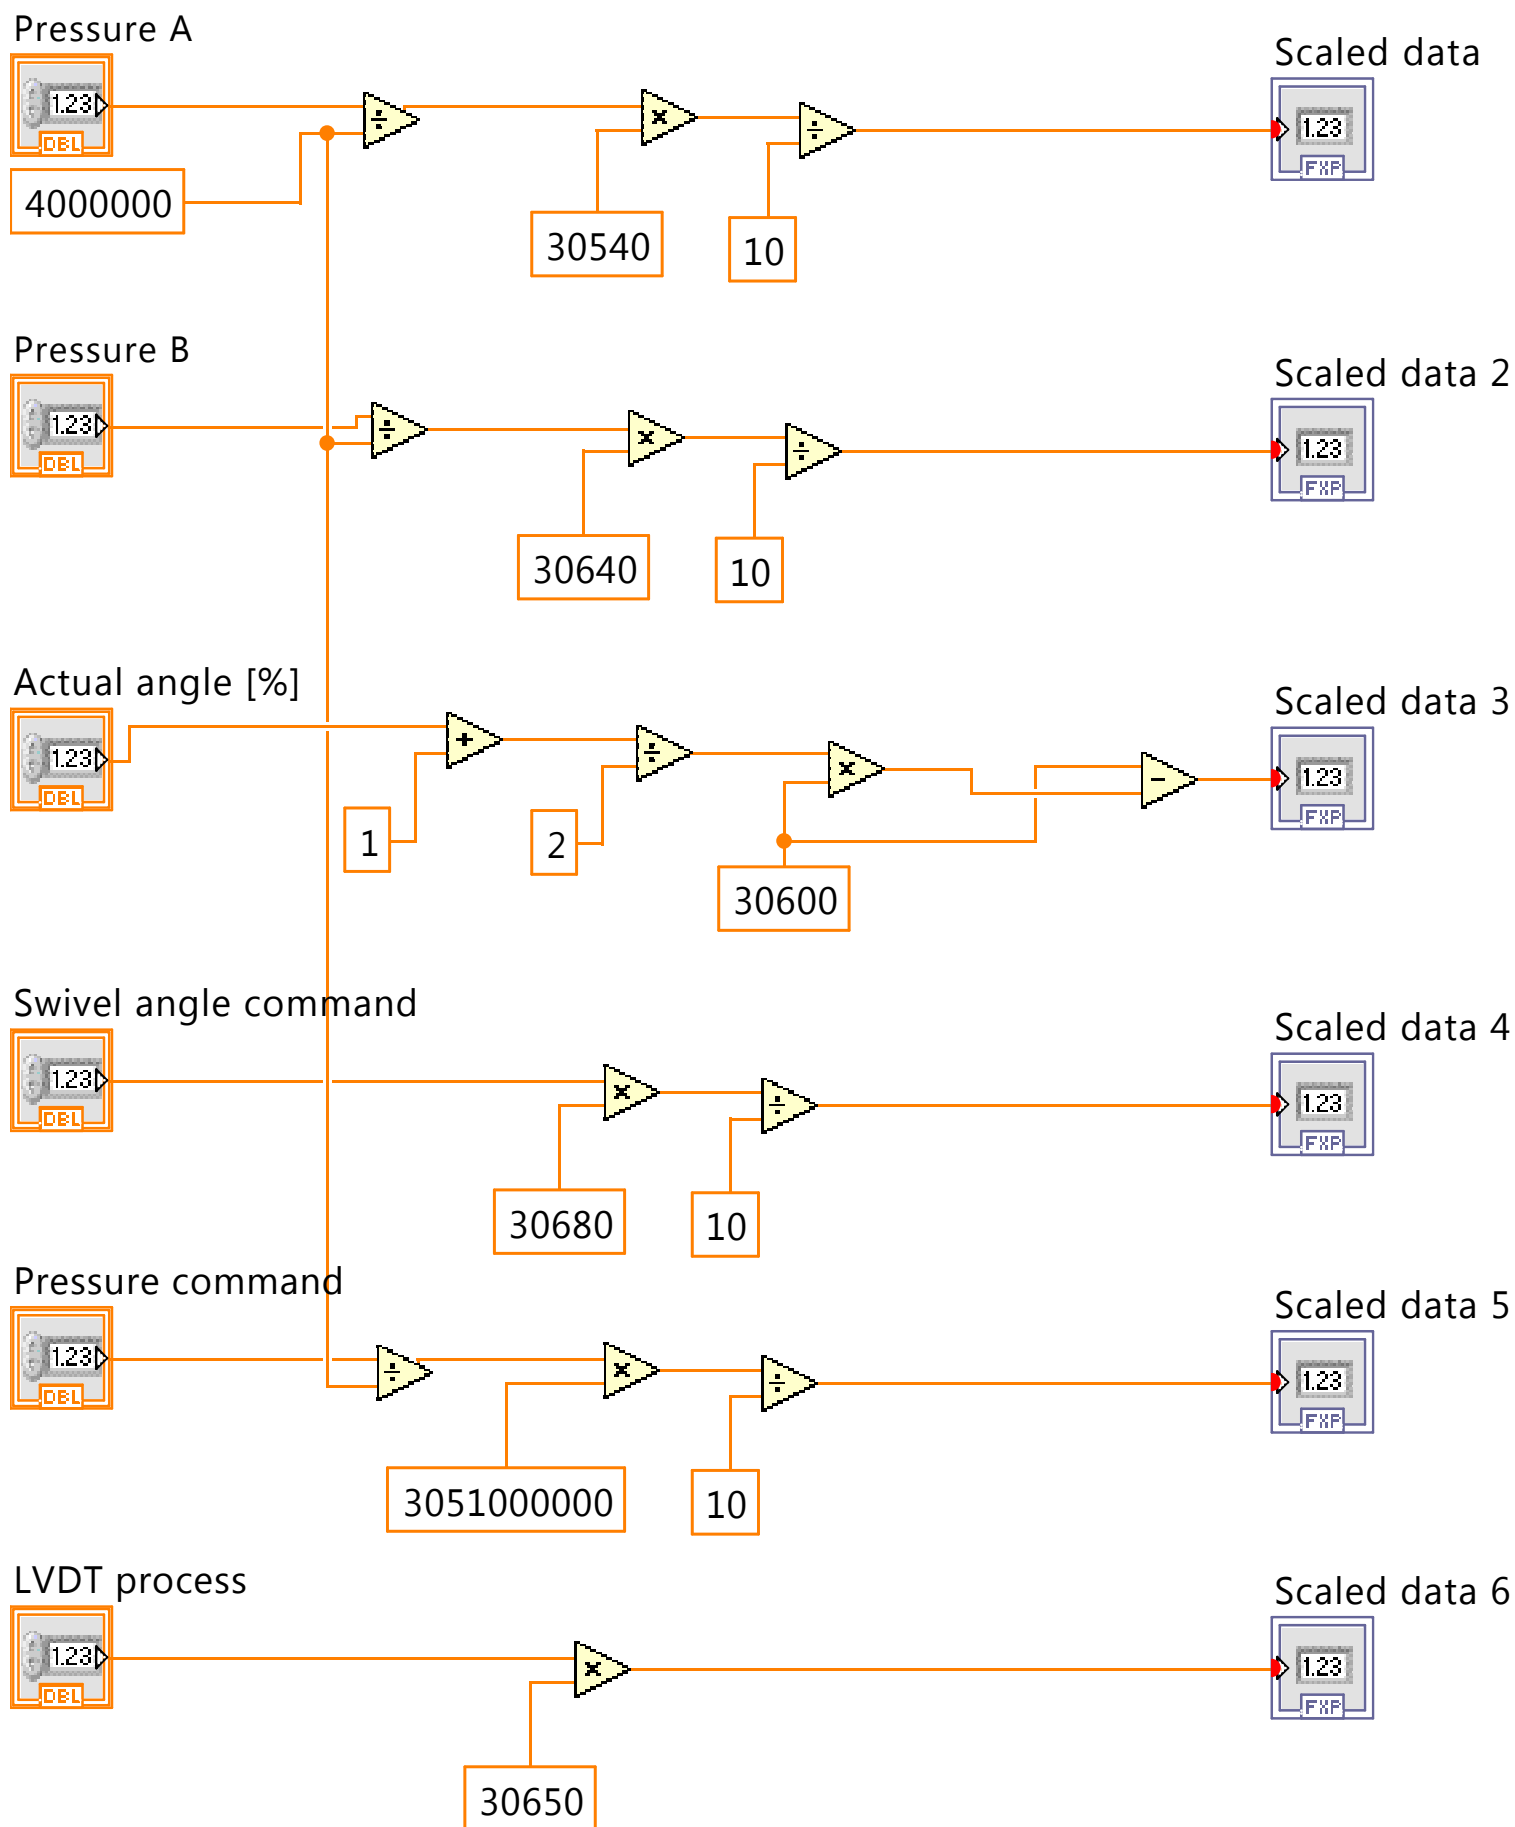 Pressure A
Scaled data
1.23
DBL
1.23
FXP
4000000
30540
10
Pressure B
Scaled data 2
1.23
DBL
1.23
FXP
30640
10
Actual angle [%]
Scaled data 3
1.23
DBL
1.23
FXP
1
2
30600
Swivel angle command
Scaled data 4
1.23
DBL
1.23
FXP
30680
10
Pressure command
Scaled data 5
1.23
DBL
1.23
FXP
3051000000
10
LVDT process
Scaled data 6
1.23
DBL
1.23
FXP
30650